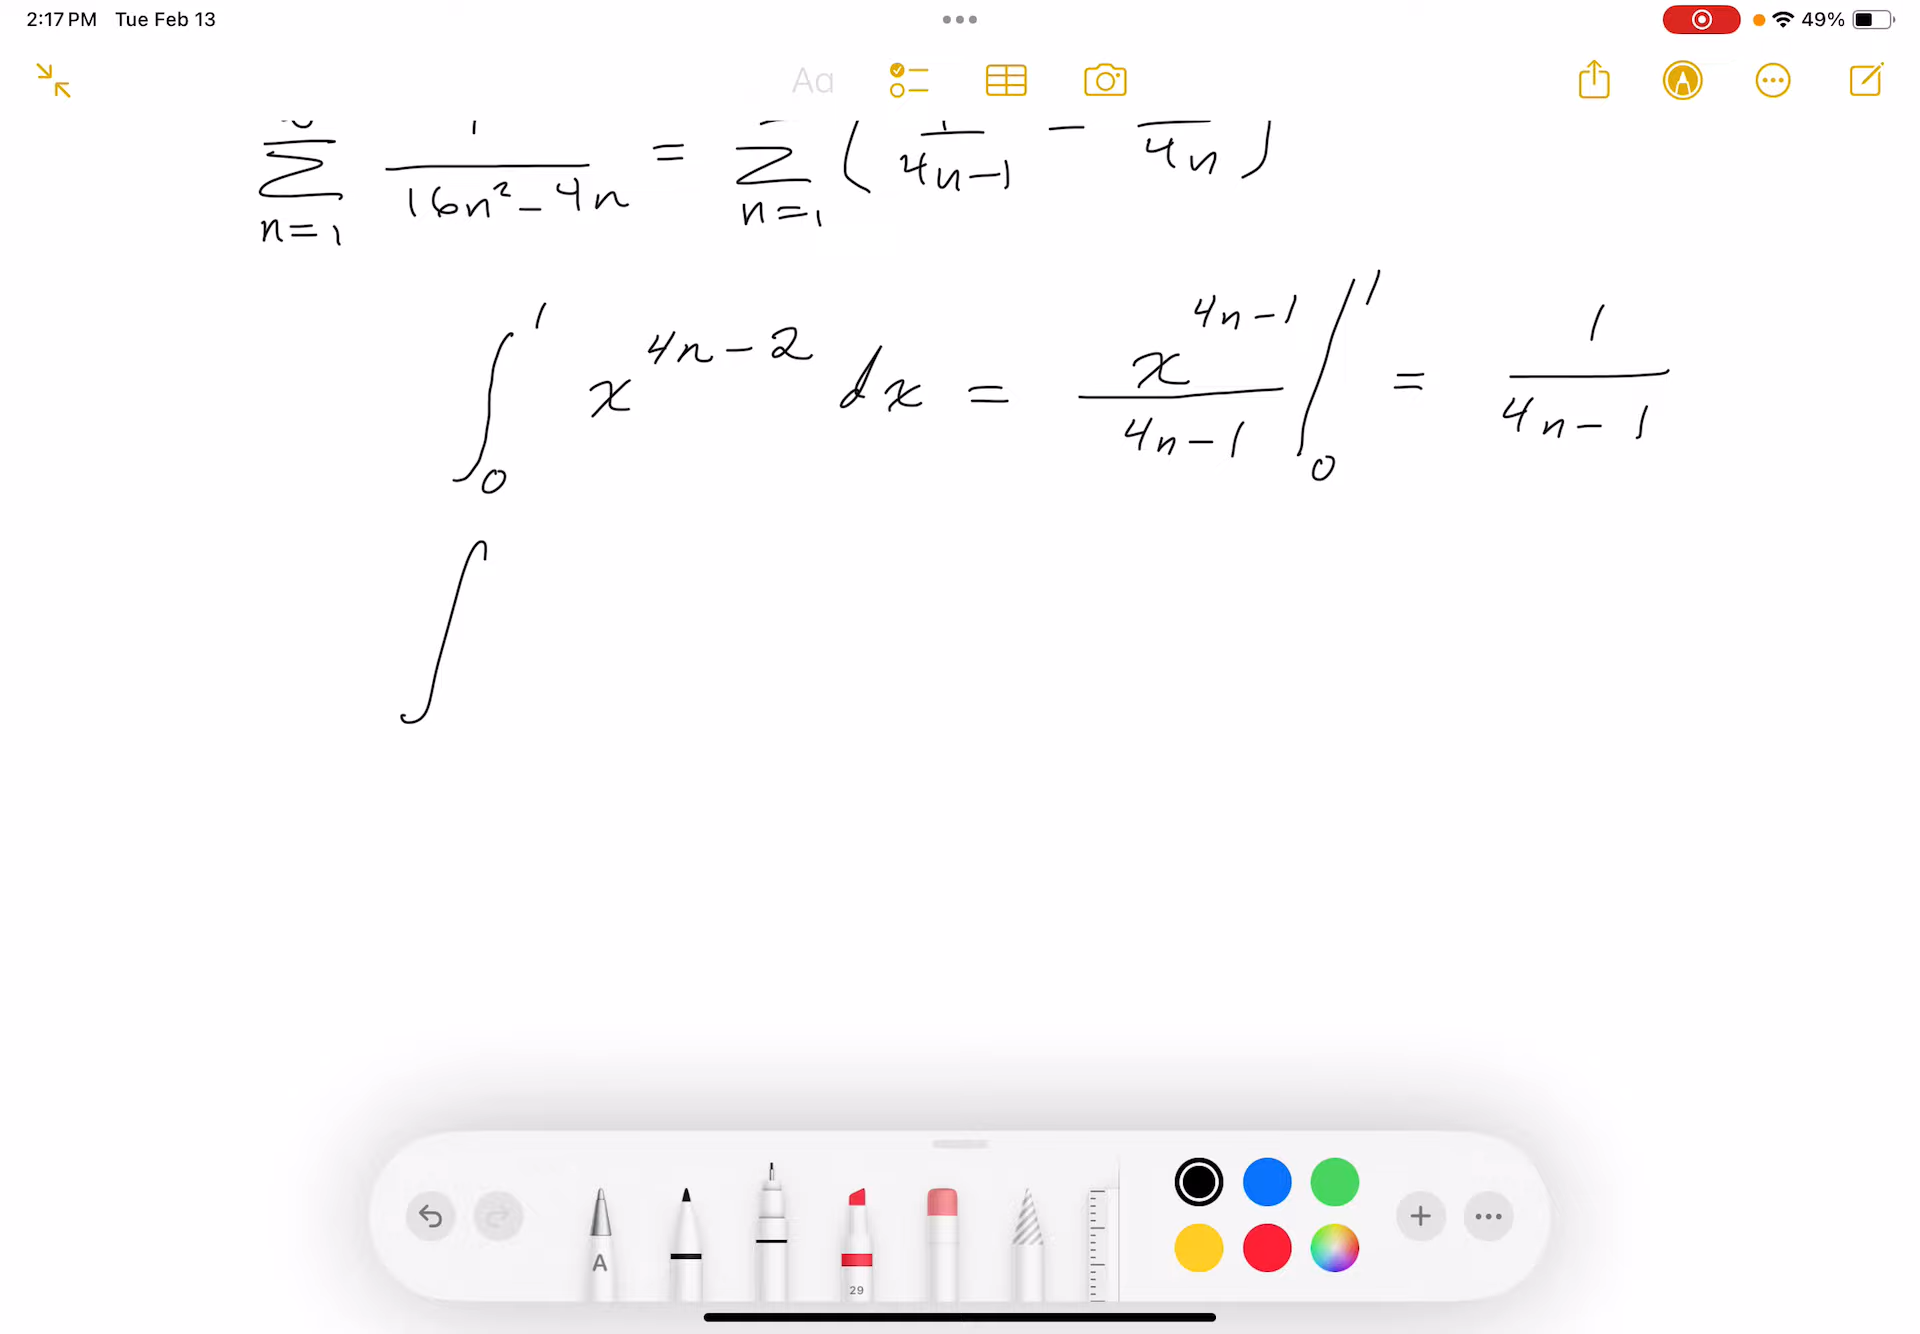 2:17 PM Tue Feb 13
49%
Aa
∑ n=1 1/(16n² - 4n) = ∑ n=1 (1/(4n-1) - /4n)
∫₀¹ x^(4n-2) dx = x^(4n-1)/(4n-1) |₀¹ = 1/(4n-1)
∫
A
29